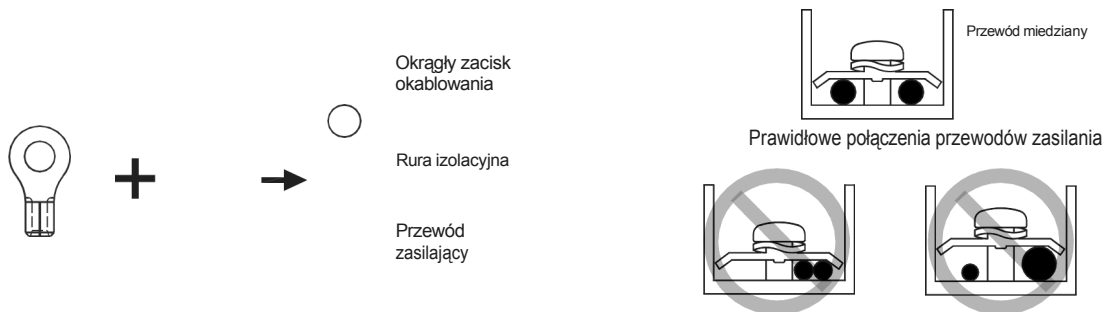 Okrągły zacisk
okablowania
Rura izolacyjna
Przewód
zasilający
Przewód miedziany
Prawidłowe połączenia przewodów zasilania